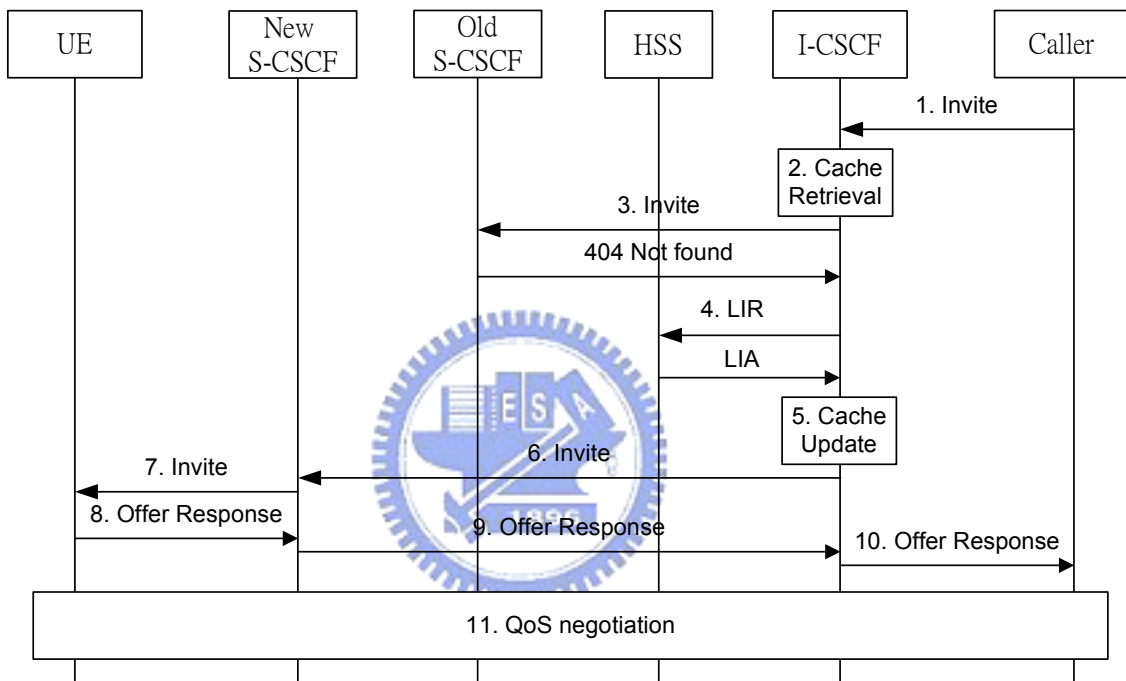 UE
New
S-CSCF
Old
S-CSCF
HSS
I-CSCF
Caller
1. Invite
2. Cache
Retrieval
3. Invite
404 Not found
4. LIR
LIA
5. Cache
Update
6. Invite
7. Invite
8. Offer Response
9. Offer Response
10. Offer Response
11. QoS negotiation
E S A
1896